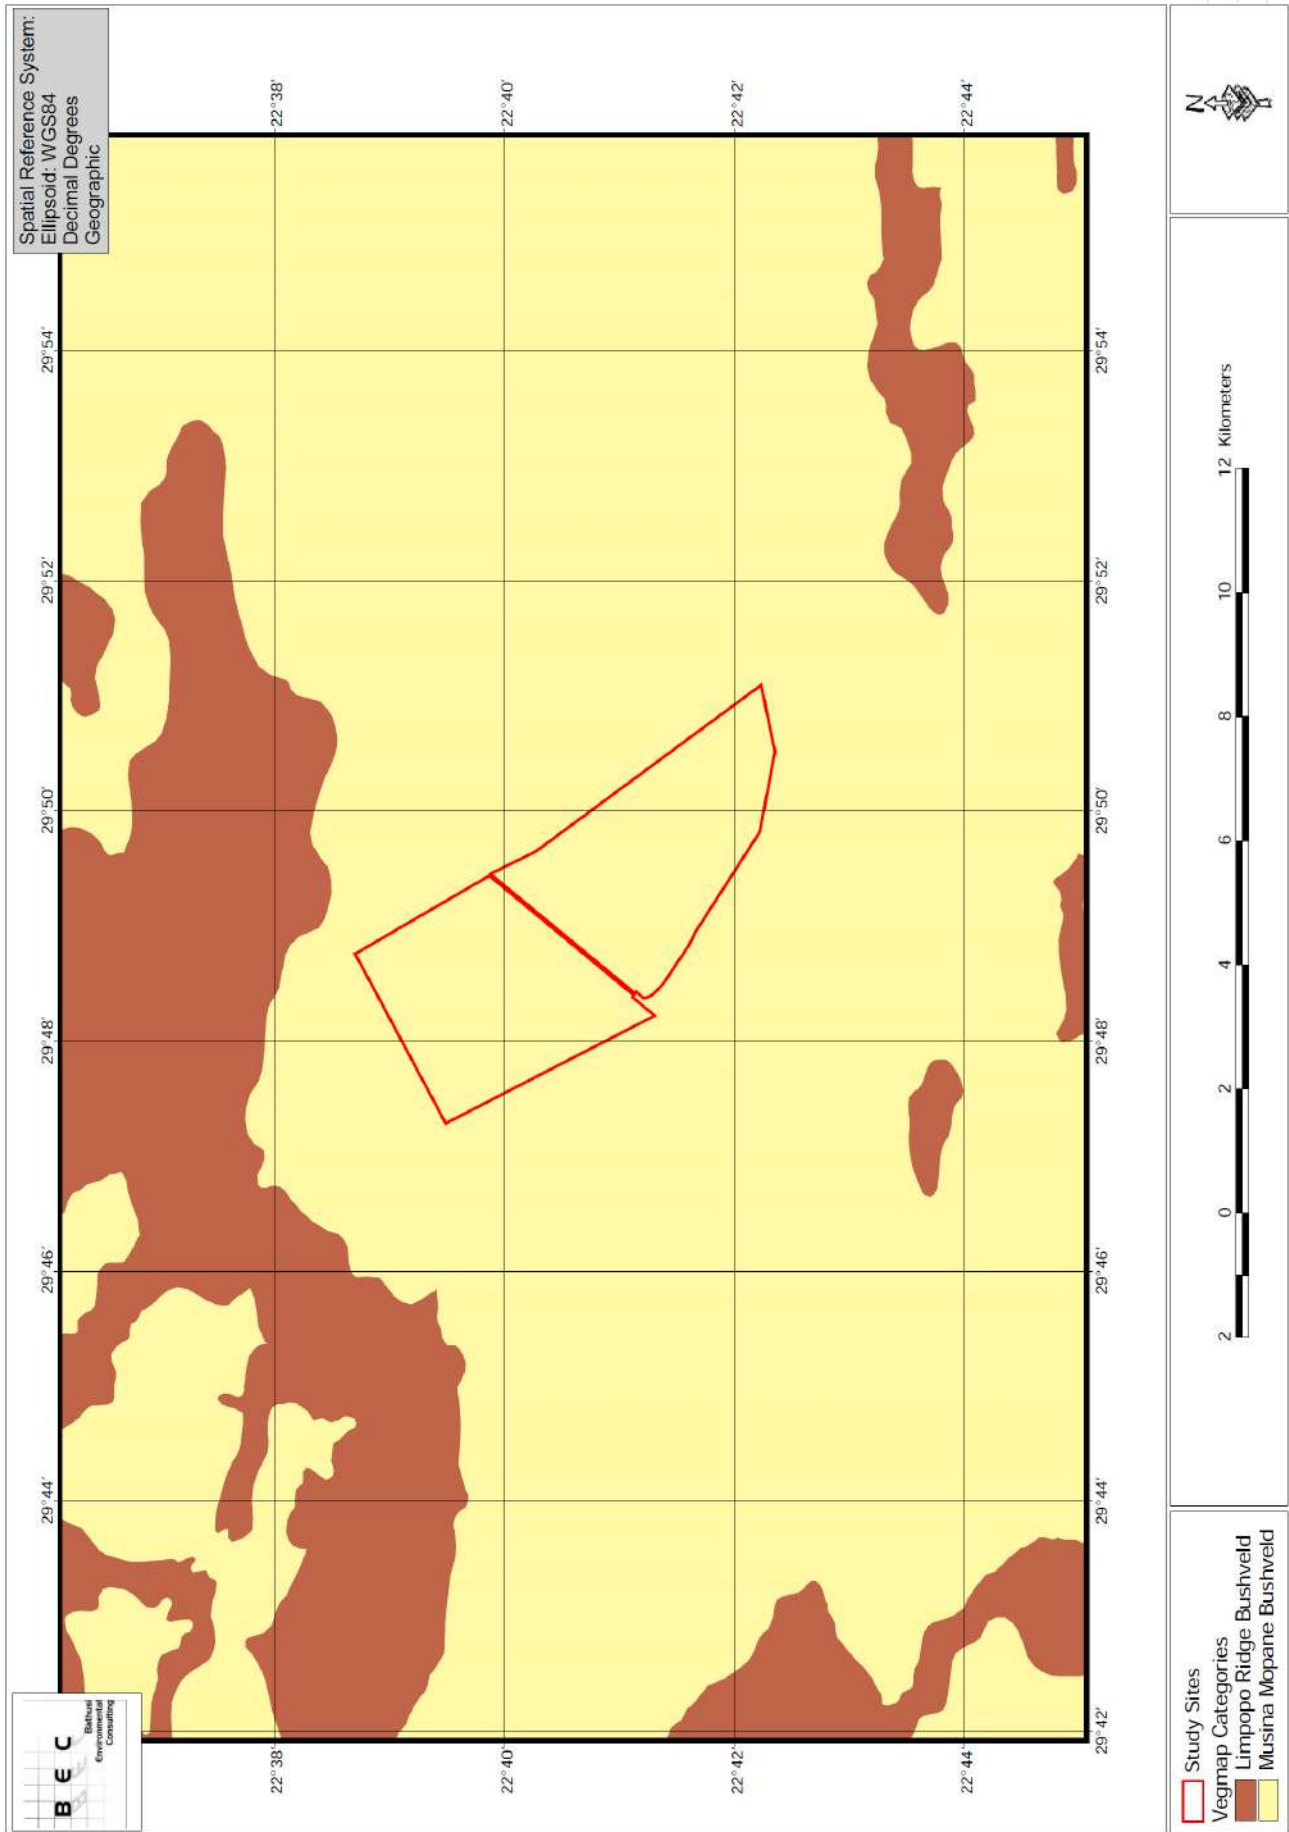 B E C
Bathusi
Environmental
Consulting
Spatial Reference System:
Ellipsoid: WGS84
Decimal Degrees
Geographic
29°42' 29°44' 29°46' 29°48' 29°50' 29°52' 29°54'
22°38' 22°38'
22°40' 22°40'
22°42' 22°42'
22°44' 22°44'
29°42' 29°44' 29°46' 29°48' 29°50' 29°52' 29°54'
Study Sites
Vegmap Categories
Limpopo Ridge Bushveld
Musina Mopane Bushveld
2 0 2 4 6 8 10 12 Kilometers
N